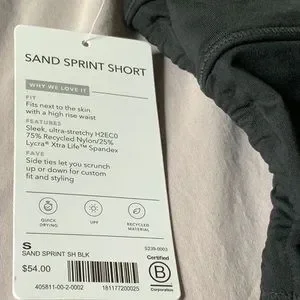 SAND SPRINT SHORT
WHY WE LOVE IT
FIT
Fits next to the skin
with a high rise waist
FEATURES
Sleek, ultra-stretchy H2ECO
75% Recycled Nylon/25%
Lycra® Xtra Life™ Spandex
FAVE
Side ties let you scrunch
up or down for custom
fit and styling
QUICK
DRYING
UPF
RECYCLED
MATERIAL
S
S239-0003
SAND SPRINT SH BLK
$54.00
405811-00-2-0002
181177200025
Certified
B
Corporation